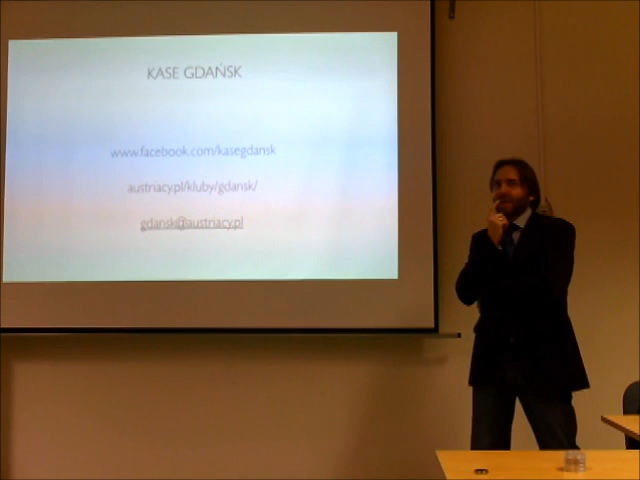 KASE GDAŃSK
www.facebook.com/kasegdansk
austriacy.pl/kluby/gdansk/
gdansk@austriacy.pl